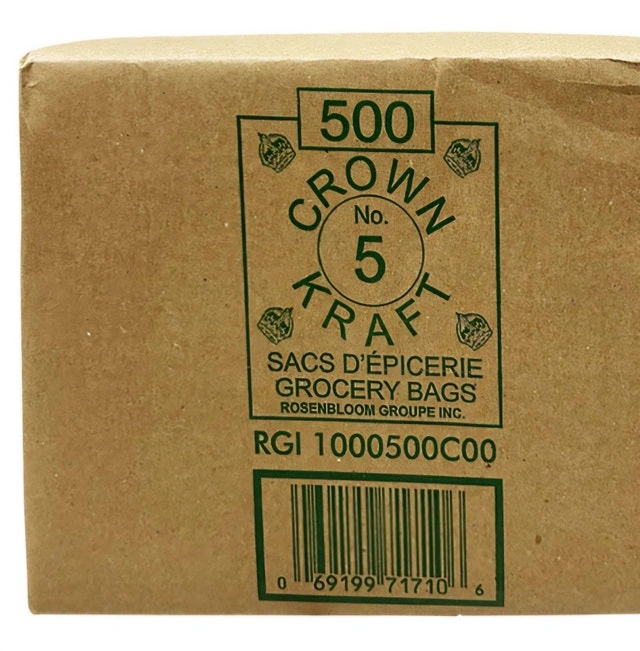 500
CROWN
No.
5
KRAFT
SACS D'ÉPICERIE
GROCERY BAGS
ROSENBLOOM GROUPE INC.
RGI 1000500C00
0 69199 71710 6